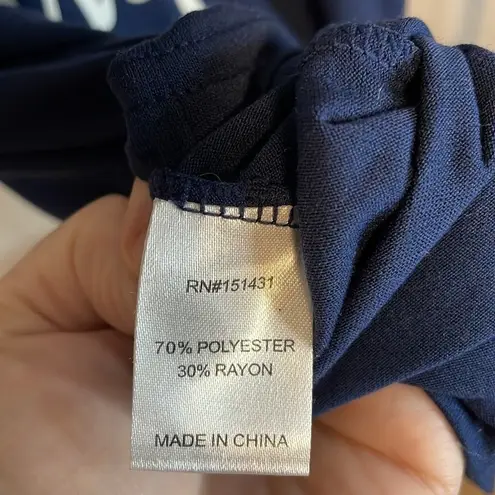 RN#151431
70% POLYESTER
30% RAYON
MADE IN CHINA